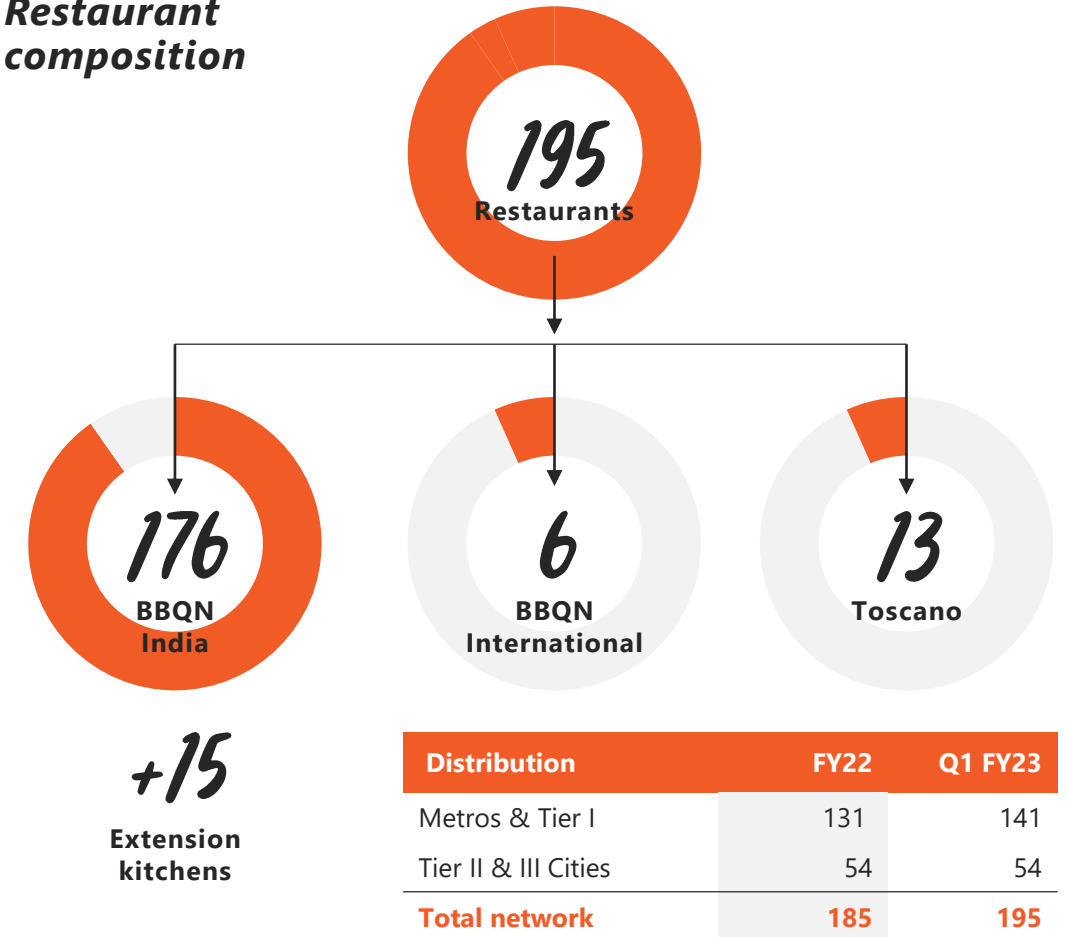 Restaurant
composition
195
Restaurants
176
BBQN
India
6
BBQN
International
13
Toscano
+15
Extension
kitchens
Distribution FY22 Q1 FY23
Metros & Tier I 131 141
Tier II & III Cities 54 54
Total network 185 195